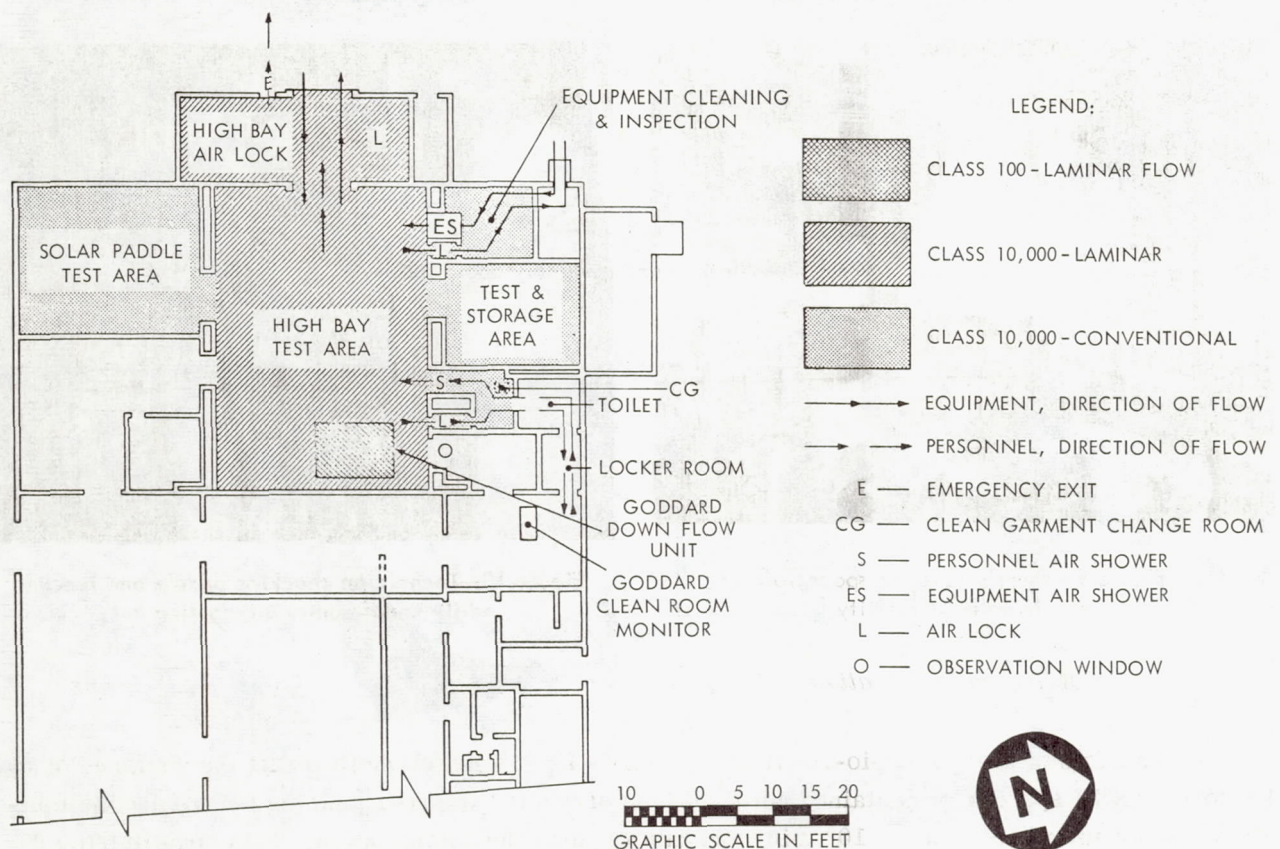 E
HIGH BAY
AIR LOCK
L
EQUIPMENT CLEANING
& INSPECTION
SOLAR PADDLE
TEST AREA
ES
L
TEST &
STORAGE
AREA
HIGH BAY
TEST AREA
S
CG
TOILET
L
O
LOCKER ROOM
GODDARD
DOWN FLOW
UNIT
GODDARD
CLEAN ROOM
MONITOR
LEGEND:
CLASS 100-LAMINAR FLOW
CLASS 10,000-LAMINAR
CLASS 10,000-CONVENTIONAL
EQUIPMENT, DIRECTION OF FLOW
PERSONNEL, DIRECTION OF FLOW
E — EMERGENCY EXIT
CG — CLEAN GARMENT CHANGE ROOM
S — PERSONNEL AIR SHOWER
ES — EQUIPMENT AIR SHOWER
L — AIR LOCK
O — OBSERVATION WINDOW
10 0 5 10 15 20
GRAPHIC SCALE IN FEET
N